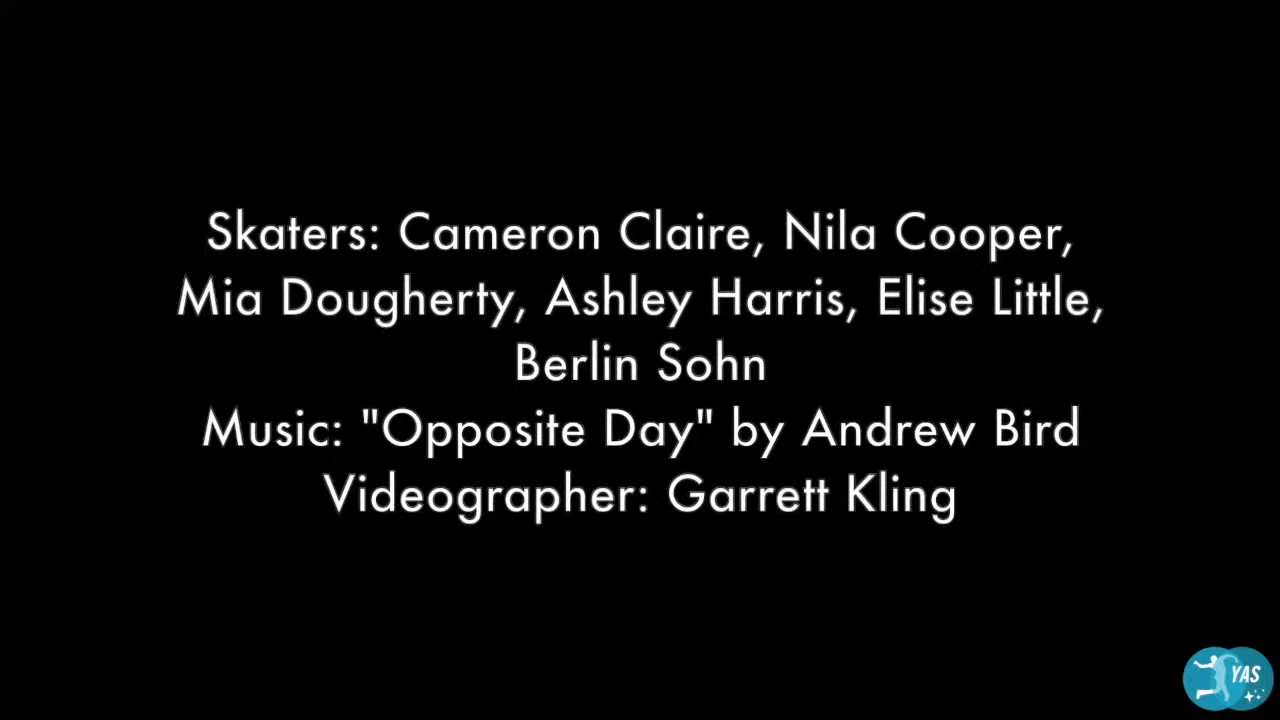 Skaters: Cameron Claire, Nila Cooper,
Mia Dougherty, Ashley Harris, Elise Little,
Berlin Sohn
Music: "Opposite Day" by Andrew Bird
Videographer: Garrett Kling
YAS